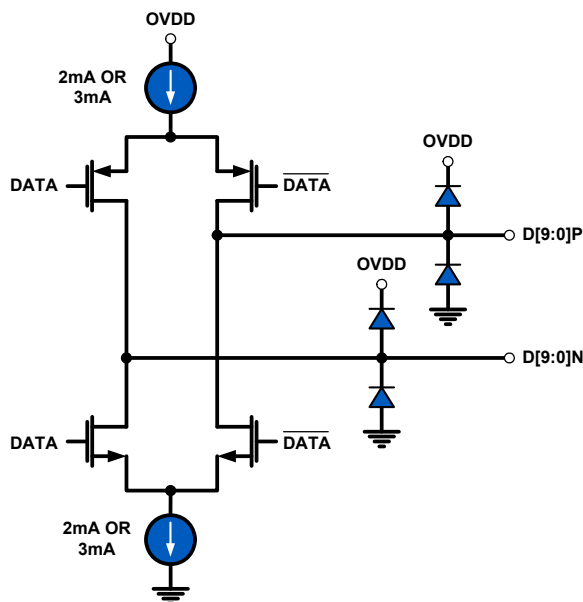 OVDD
2mA OR
3mA
OVDD
DATA
DATA
D[9:0]P
OVDD
D[9:0]N
DATA
DATA
2mA OR
3mA